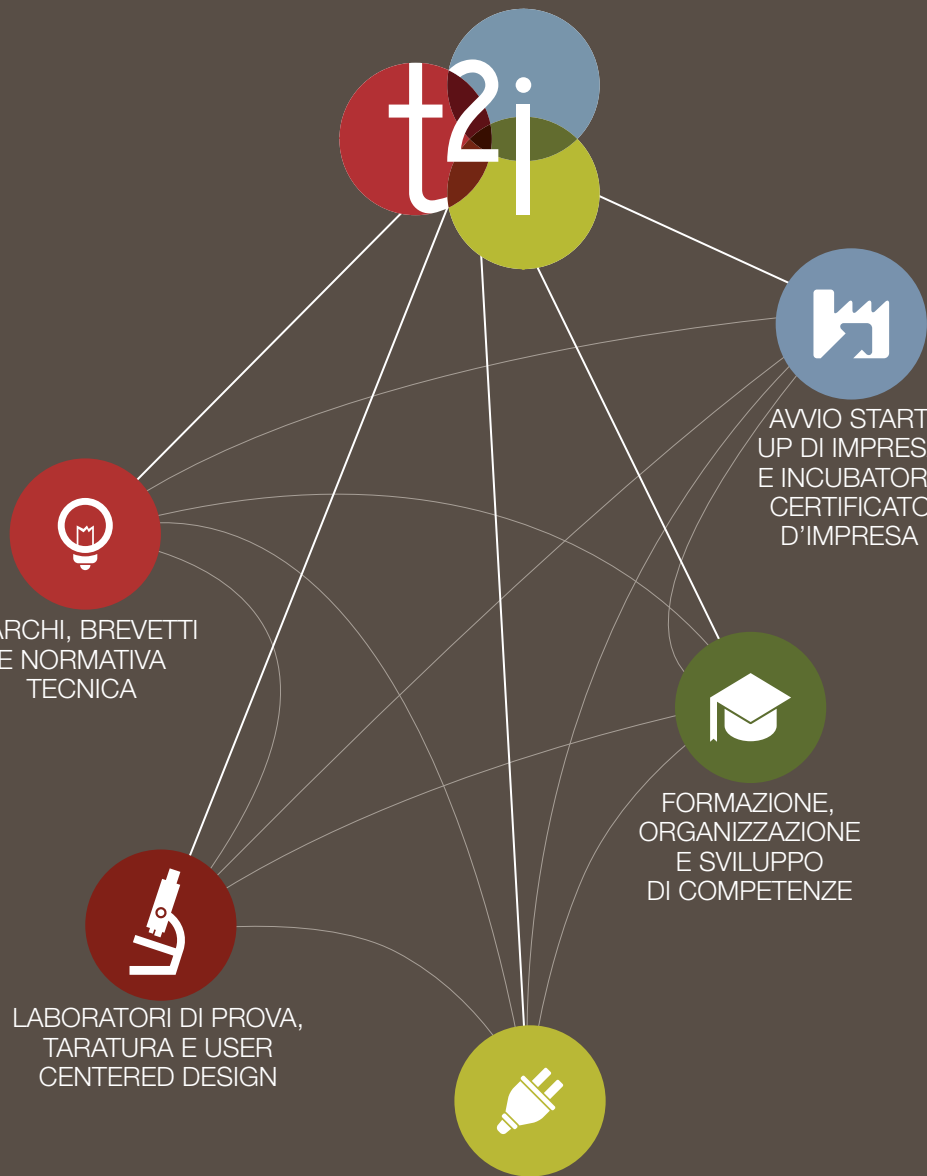 t2i
AVVIO START
UP DI IMPRES
E INCUBATOR
CERTIFICATO
D'IMPRESA
ARCHI, BREVETTI
E NORMATIVA
TECNICA
FORMAZIONE,
ORGANIZZAZIONE
E SVILUPPO
DI COMPETENZE
LABORATORI DI PROVA,
TARATURA E USER
CENTERED DESIGN